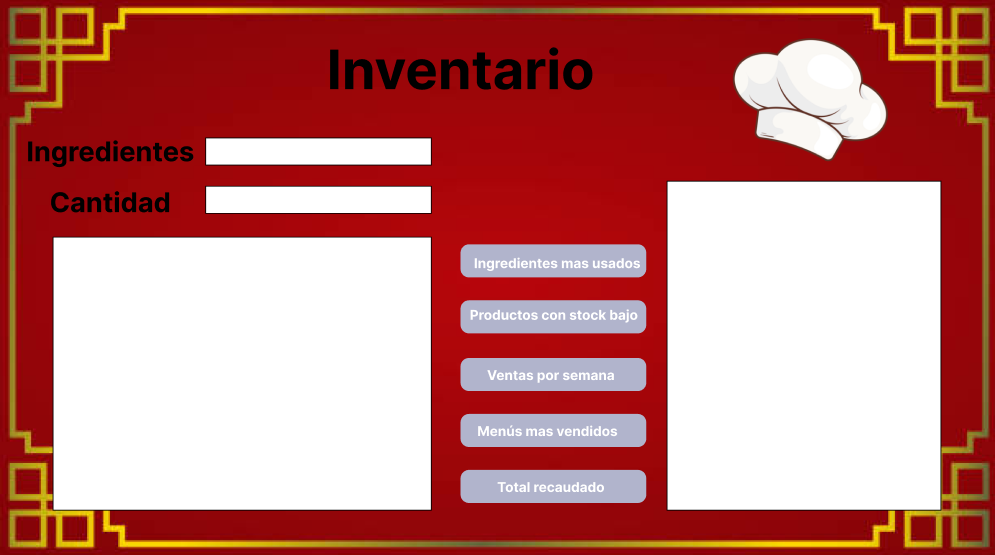 Inventario
Ingredientes
Cantidad
Ingredientes mas usados
Productos con stock bajo
Ventas por semana
Menús mas vendidos
Total recaudado